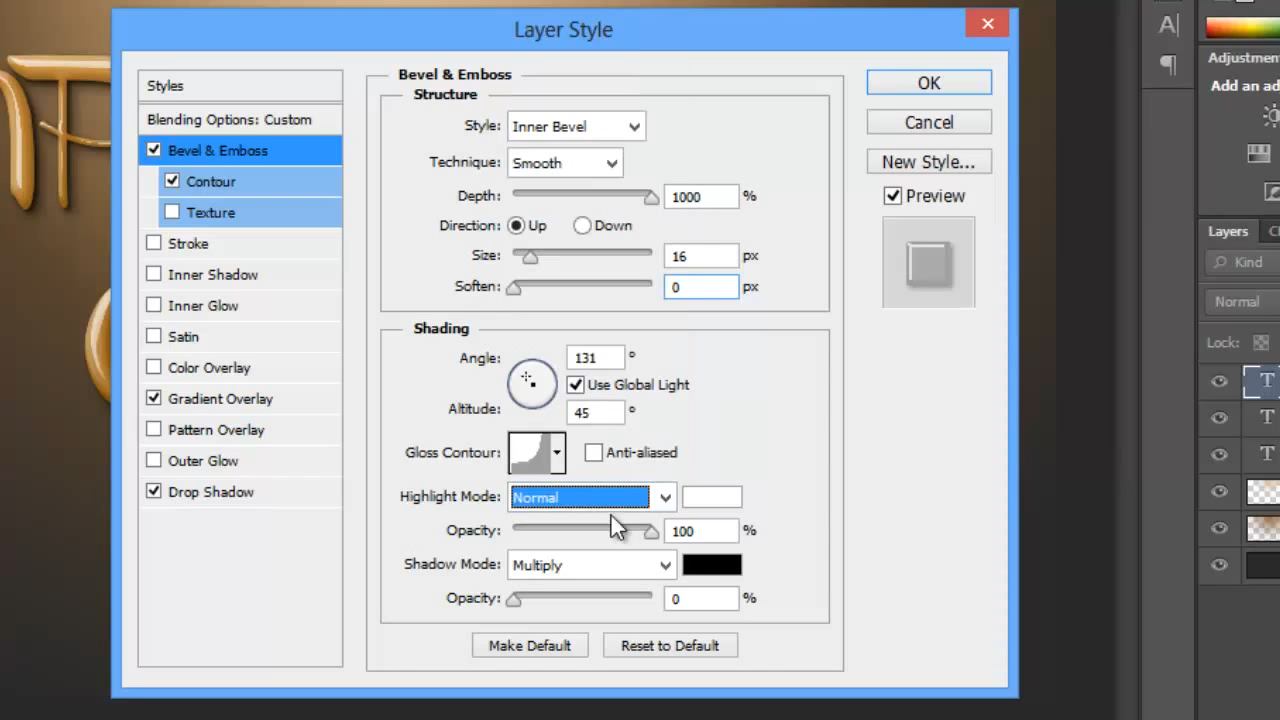 Layer Style
Styles
Blending Options: Custom
Bevel & Emboss
Contour
Texture
Stroke
Inner Shadow
Inner Glow
Satin
Color Overlay
Gradient Overlay
Pattern Overlay
Outer Glow
Drop Shadow
Bevel & Emboss
Structure
Style: Inner Bevel
Technique: Smooth
Depth: 1000 %
Direction: Up Down
Size: 16 px
Soften: 0 px
Shading
Angle: 131 °
Use Global Light
Altitude: 45 °
Gloss Contour: Anti-aliased
Highlight Mode: Normal
Opacity: 100 %
Shadow Mode: Multiply
Opacity: 0 %
Make Default Reset to Default
OK
Cancel
New Style...
Preview
A
¶
Adjustmen
Add an ad
Layers
Kind
Normal
Lock:
T
T
T